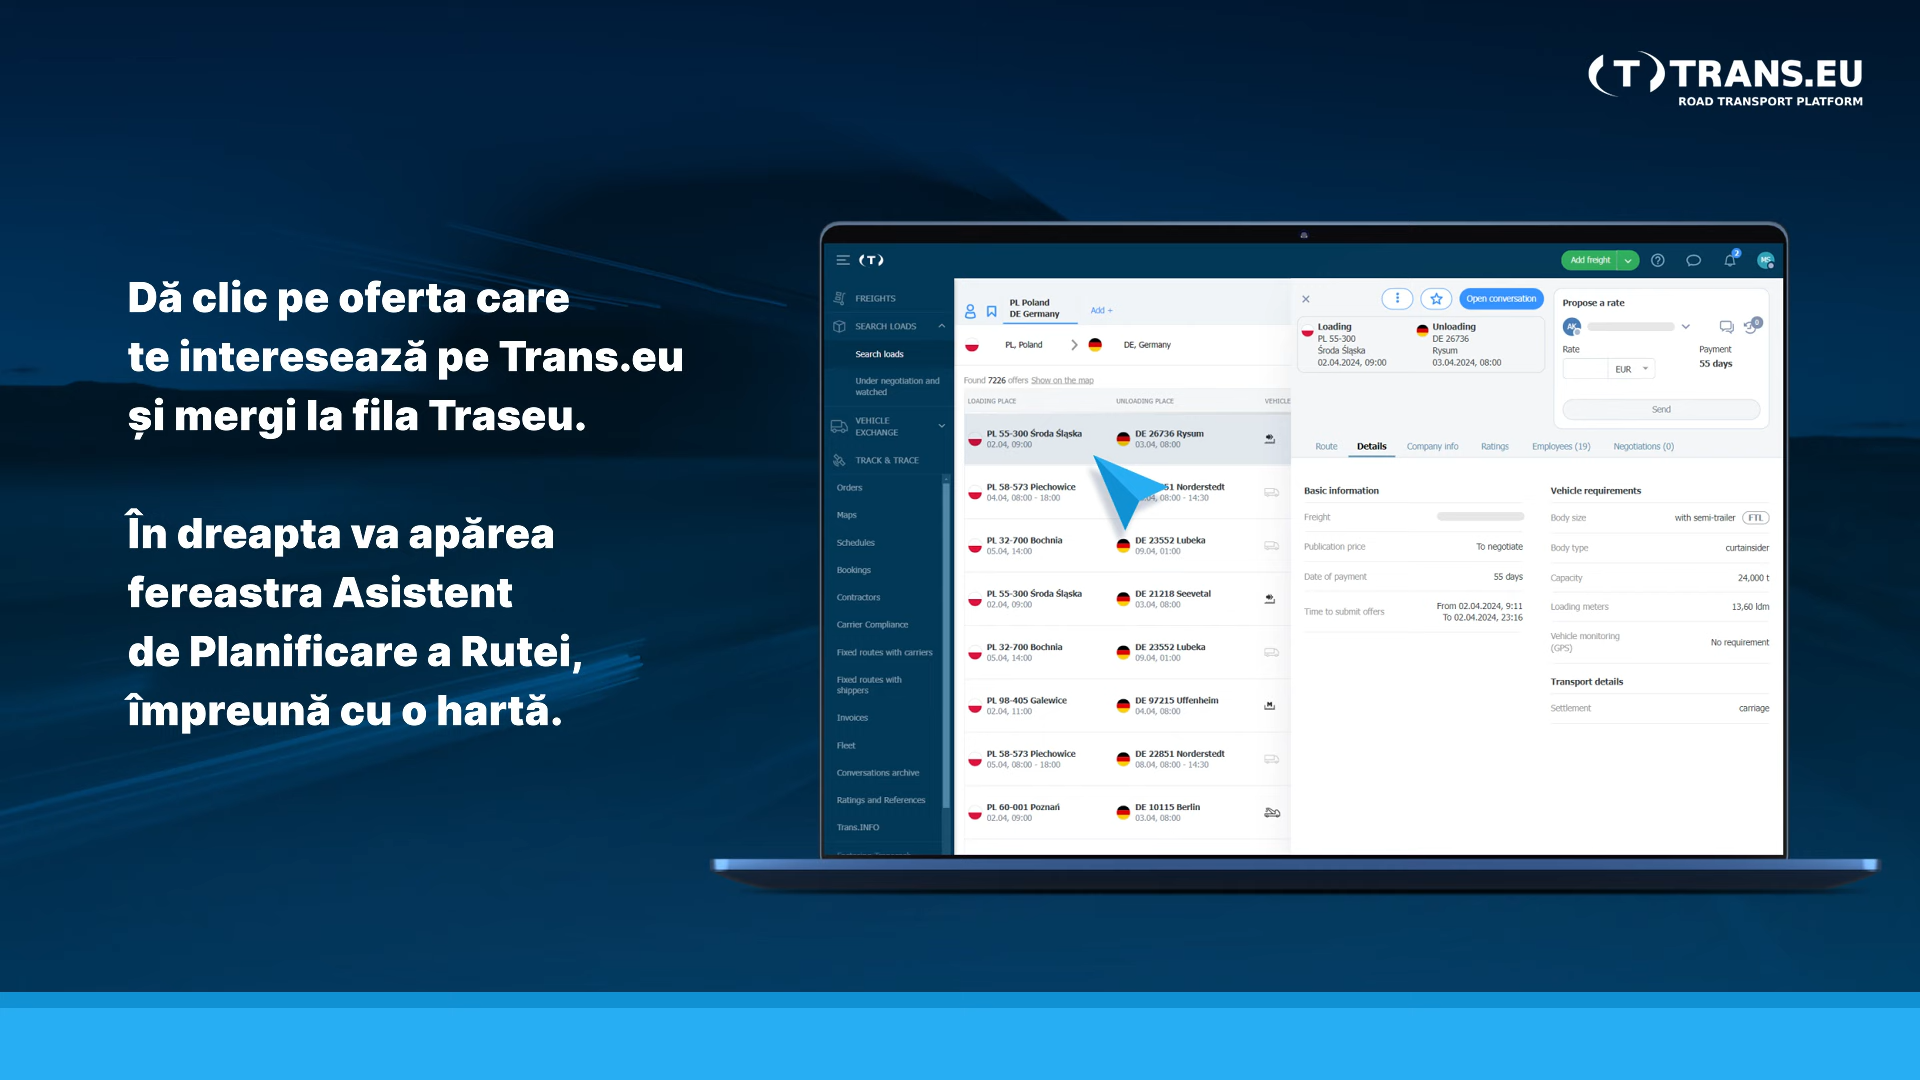 TRANS.EU
ROAD TRANSPORT PLATFORM
Dă clic pe oferta care
te interesează pe Trans.eu
și mergi la fila Traseu.
În dreapta va apărea
fereastra Asistent
de Planificare a Rutei,
împreună cu o hartă.
(T)
Add freight
2
MS
FREIGHTS
SEARCH LOADS
Search loads
Under negotiation and
watched
VEHICLE
EXCHANGE
TRACK & TRACE
Orders
Maps
Schedules
Bookings
Contractors
Carrier Compliance
Fixed routes with carriers
Fixed routes with
shippers
Invoices
Fleet
Conversations archive
Ratings and References
Trans.INFO
PL Poland
DE Germany
Add +
PL, Poland
DE, Germany
Found 7226 offers Show on the map
LOADING PLACE UNLOADING PLACE VEHICLE
PL 55-300 Środa Śląska DE 26736 Rysum
02.04, 09:00 03.04, 08:00
PL 58-573 Piechowice 51 Norderstedt
04.04, 08:00 - 18:00 08:00 - 14:30
PL 32-700 Bochnia DE 23552 Lubeka
05.04, 14:00 09.04, 01:00
PL 55-300 Środa Śląska DE 21218 Seevetal
02.04, 09:00 03.04, 08:00
PL 32-700 Bochnia DE 23552 Lubeka
05.04, 14:00 09.04, 01:00
PL 98-405 Galewice DE 97215 Uffenheim
02.04, 11:00 04.04, 08:00
PL 58-573 Piechowice DE 22851 Norderstedt
05.04, 08:00 - 18:00 08.04, 08:00 - 14:30
PL 60-001 Poznań DE 10115 Berlin
02.04, 09:00 03.04, 08:00
Open conversation
Loading Unloading
PL 55-300 DE 26736
Środa Śląska Rysum
02.04.2024, 09:00 03.04.2024, 08:00
Propose a rate
AK
0
Rate Payment
EUR 55 days
Send
Route Details Company info Ratings Employees (19) Negotiations (0)
Basic information
Freight
Publication price To negotiate
Date of payment 55 days
Time to submit offers From 02.04.2024, 9:11
To 02.04.2024, 23:16
Vehicle requirements
Body size with semi-trailer FTL
Body type curtainsider
Capacity 24,000 t
Loading meters 13,60 ldm
Vehicle monitoring
(GPS) No requirement
Transport details
Settlement carriage